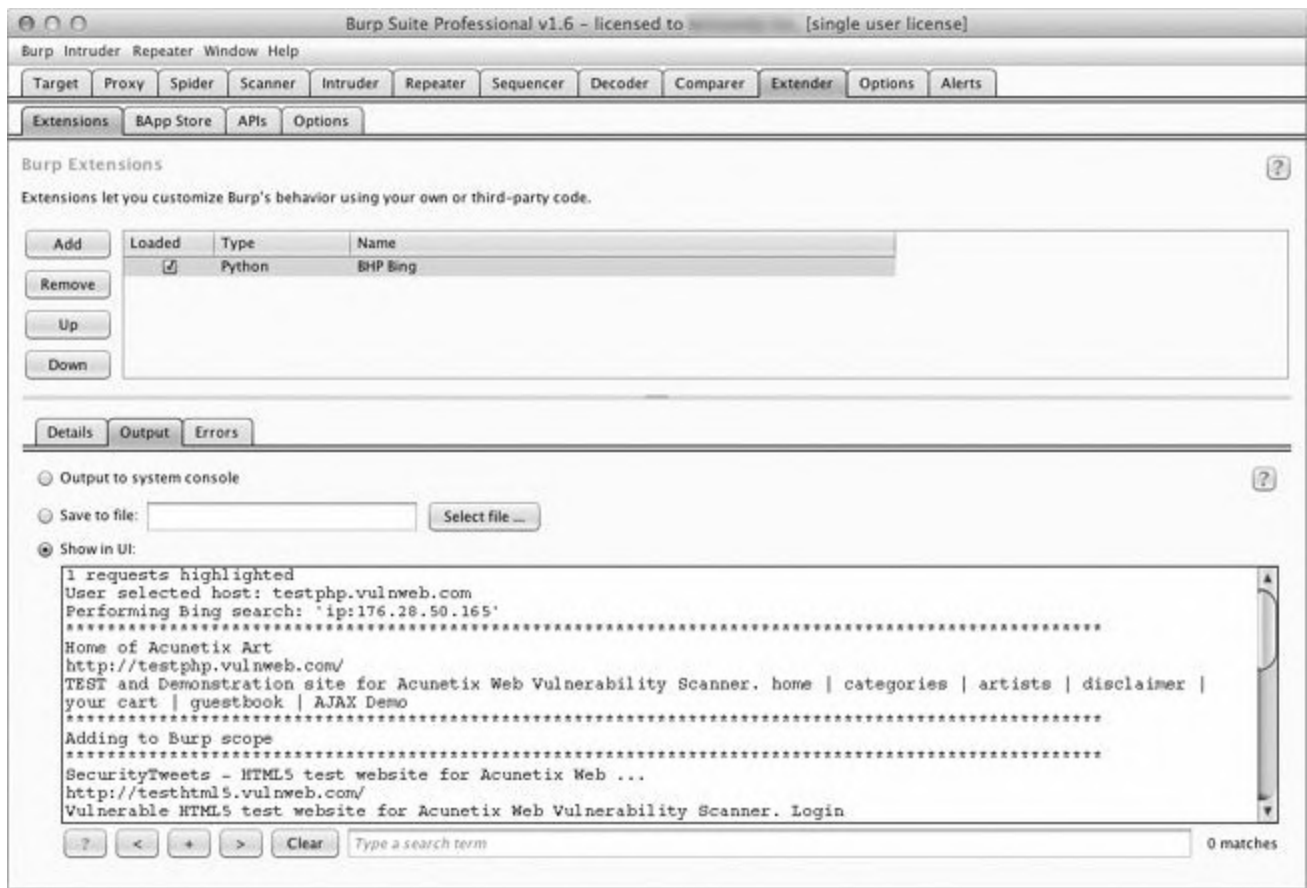 Burp Suite Professional v1.6 – licensed to [single user license]
Burp Intruder Repeater Window Help
Target Proxy Spider Scanner Intruder Repeater Sequencer Decoder Comparer Extender Options Alerts
Extensions BApp Store APIs Options
Burp Extensions
?
Extensions let you customize Burp's behavior using your own or third-party code.
Add
Remove
Up
Down
Loaded Type Name
Python BHP Bing
Details Output Errors
Output to system console
?
Save to file: Select file ...
Show in UI:
1 requests highlighted
User selected host: testphp.vulnweb.com
Performing Bing search: 'ip:176.28.50.165'
****************************************************************************************************
Home of Acunetix Art
http://testphp.vulnweb.com/
TEST and Demonstration site for Acunetix Web Vulnerability Scanner. home | categories | artists | disclaimer |
your cart | guestbook | AJAX Demo
****************************************************************************************************
Adding to Burp scope
****************************************************************************************************
SecurityTweets - HTML5 test website for Acunetix Web ...
http://testhtml5.vulnweb.com/
Vulnerable HTML5 test website for Acunetix Web Vulnerability Scanner. Login
? < + > Clear Type a search term 0 matches